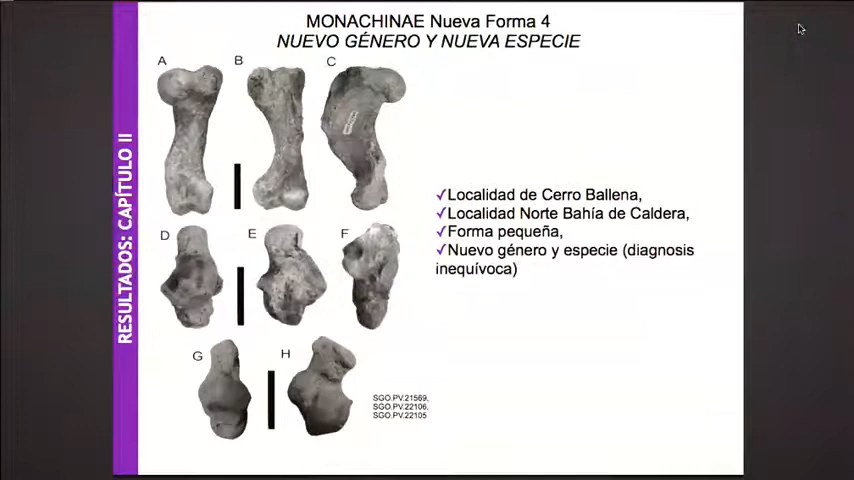 MONACHINAE Nueva Forma 4
NUEVO GÉNERO Y NUEVA ESPECIE
RESULTADOS: CAPÍTULO II
A
B
C
D
E
F
G
H
✓Localidad de Cerro Ballena,
✓Localidad Norte Bahía de Caldera,
✓Forma pequeña,
✓Nuevo género y especie (diagnosis
inequívoca)
SGO.PV.21569,
SGO.PV.22106,
SGO.PV.22105